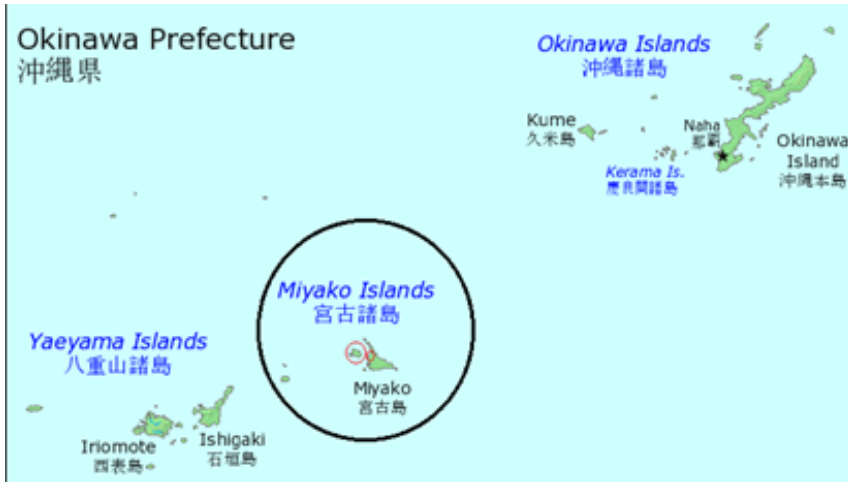 Okinawa Prefecture
沖縄県
Okinawa Islands
沖縄諸島
Kume
久米島
Naha
那覇
Okinawa
Island
沖縄本島
Kerama Is.
慶良間諸島
Miyako Islands
宮古諸島
Miyako
宮古島
Yaeyama Islands
八重山諸島
Iriomote
西表島
Ishigaki
石垣島